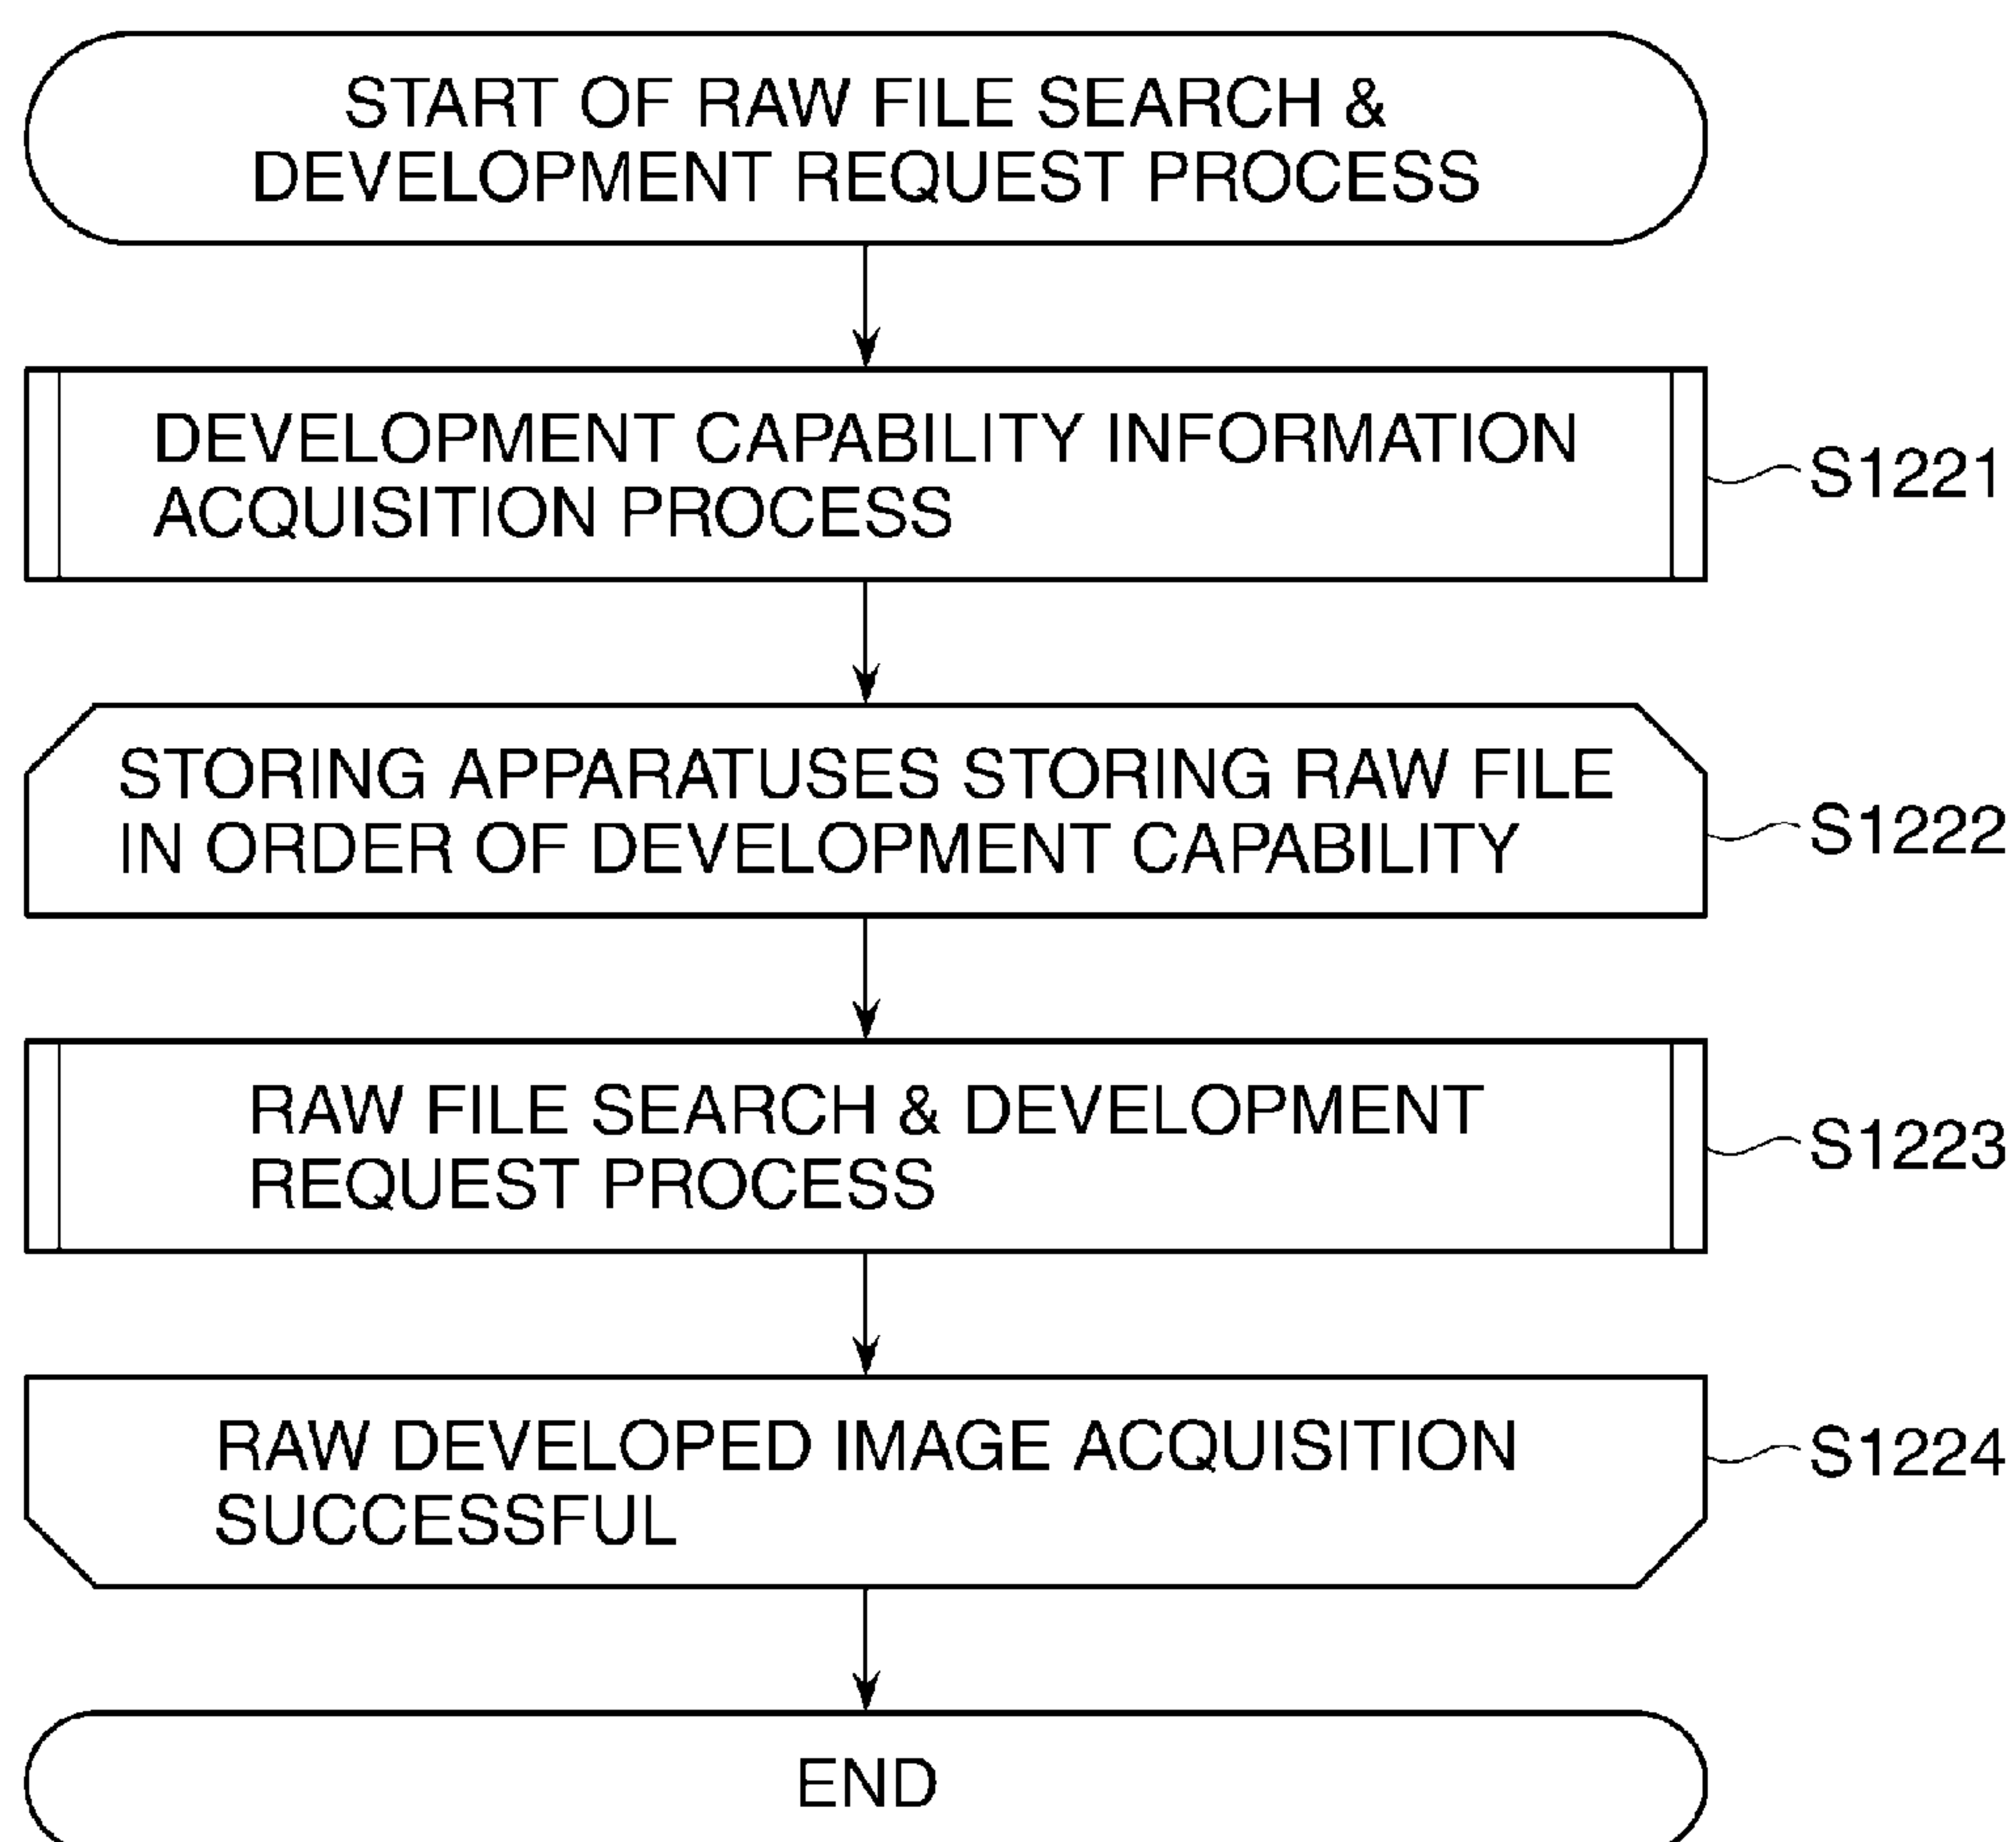 START OF RAW FILE SEARCH &
DEVELOPMENT REQUEST PROCESS
DEVELOPMENT CAPABILITY INFORMATION
ACQUISITION PROCESS
S1221
STORING APPARATUSES STORING RAW FILE
IN ORDER OF DEVELOPMENT CAPABILITY
S1222
RAW FILE SEARCH & DEVELOPMENT
REQUEST PROCESS
S1223
RAW DEVELOPED IMAGE ACQUISITION
SUCCESSFUL
S1224
END